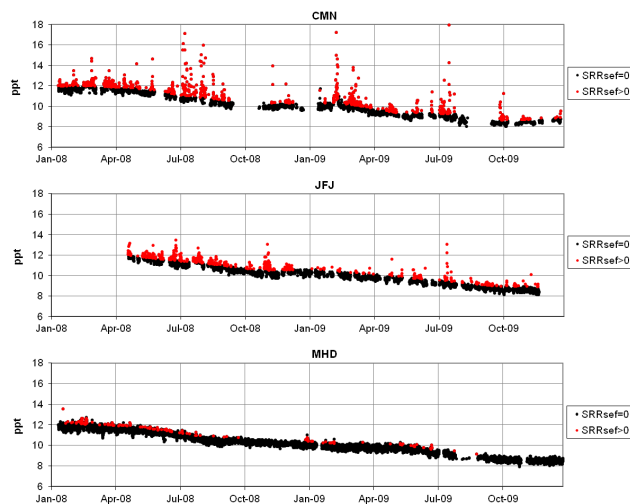 CMN
18
16
14
ppt
12
10
8
6
Jan-08 Apr-08 Jul-08 Oct-08 Jan-09 Apr-09 Jul-09 Oct-09
• SRRsef=0
• SRRsef>0
JFJ
18
16
14
ppt
12
10
8
6
Jan-08 Apr-08 Jul-08 Oct-08 Jan-09 Apr-09 Jul-09 Oct-09
• SRRsef=0
• SRRsef>0
MHD
18
16
14
ppt
12
10
8
6
Jan-08 Apr-08 Jul-08 Oct-08 Jan-09 Apr-09 Jul-09 Oct-09
• SRRsef=0
• SRRsef>0